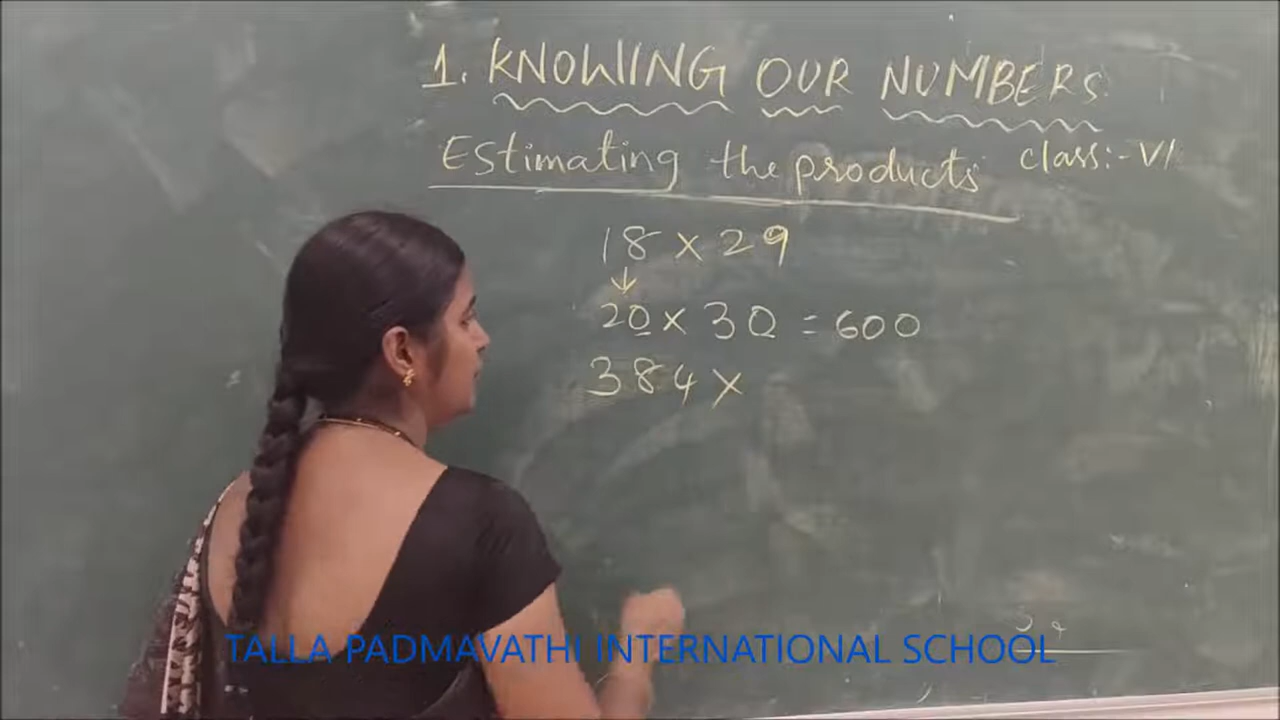 1. KNOWING OUR NUMBERS
Estimating the products class:- VI
18 x 29
↓
20 x 30 = 600
384 x
TALLA PADMAVATHI INTERNATIONAL SCHOOL